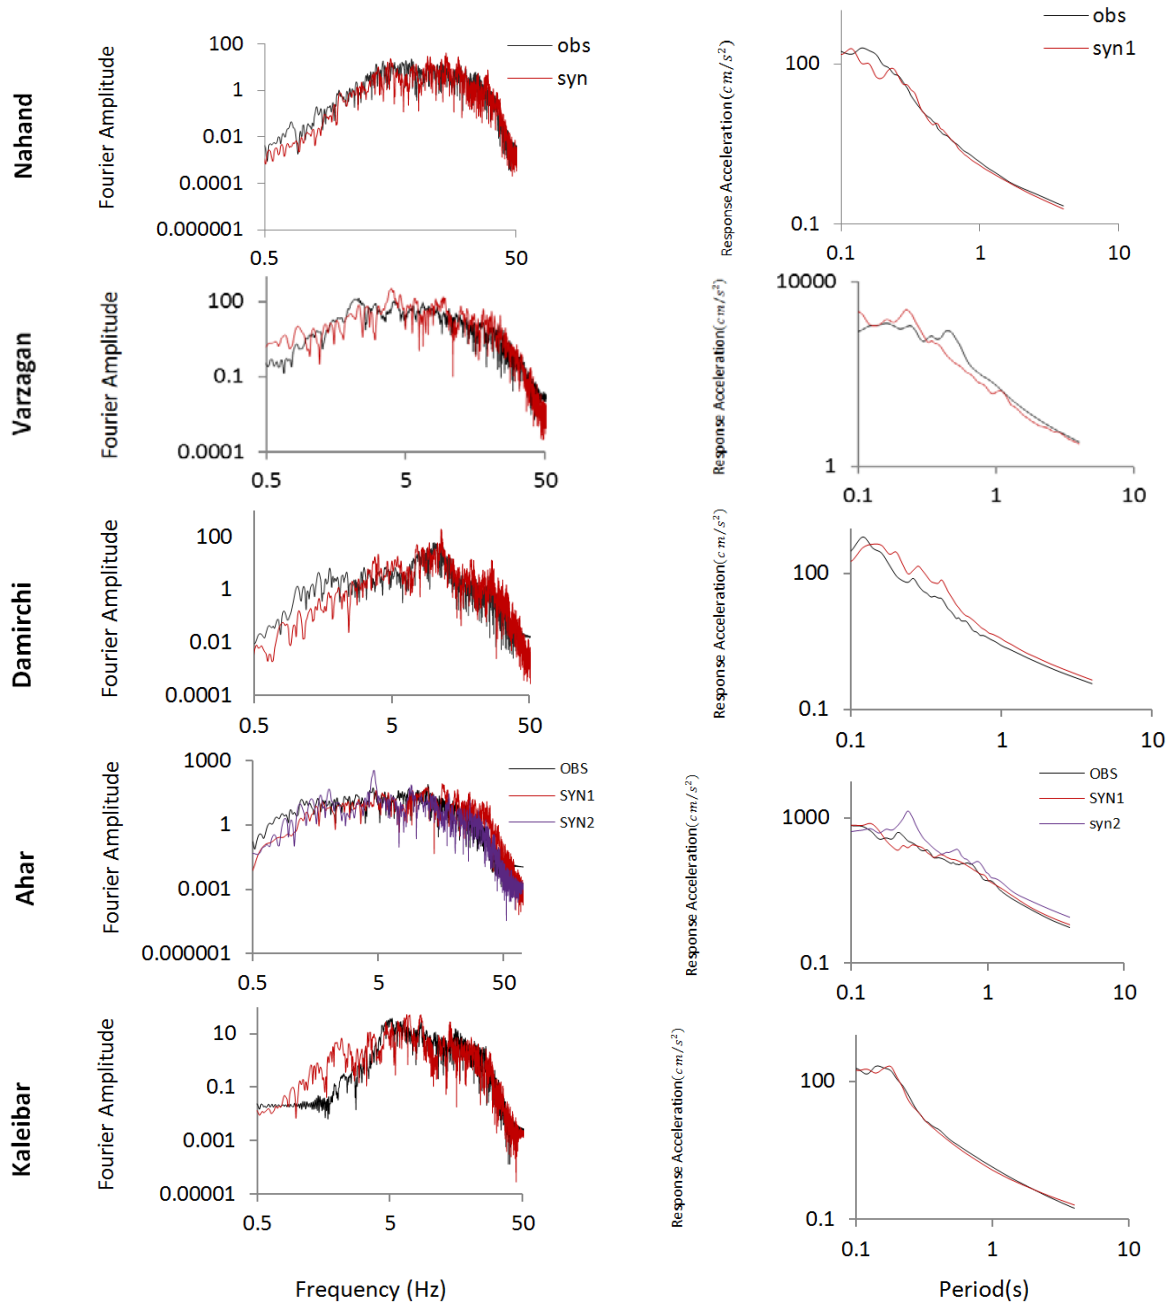 Nahand
Fourier Amplitude
100
1
0.01
0.0001
0.000001
0.5
50
obs
syn
Response Acceleration(cm/s²)
100
0.1
0.1
1
10
obs
syn1
Varzagan
Fourier Amplitude
100
0.1
0.0001
0.5
5
50
Response Acceleration(cm/s²)
10000
1
0.1
1
10
Damirchi
Fourier Amplitude
100
1
0.01
0.0001
0.5
5
50
Response Acceleration(cm/s²)
100
0.1
0.1
1
10
Ahar
Fourier Amplitude
1000
1
0.001
0.000001
0.5
5
50
OBS
SYN1
SYN2
Response Acceleration(cm/s²)
1000
0.1
0.1
1
10
OBS
SYN1
syn2
Kaleibar
Fourier Amplitude
10
0.1
0.001
0.00001
0.5
5
50
Response Acceleration(cm/s²)
100
0.1
0.1
1
10
Frequency (Hz)
Period(s)